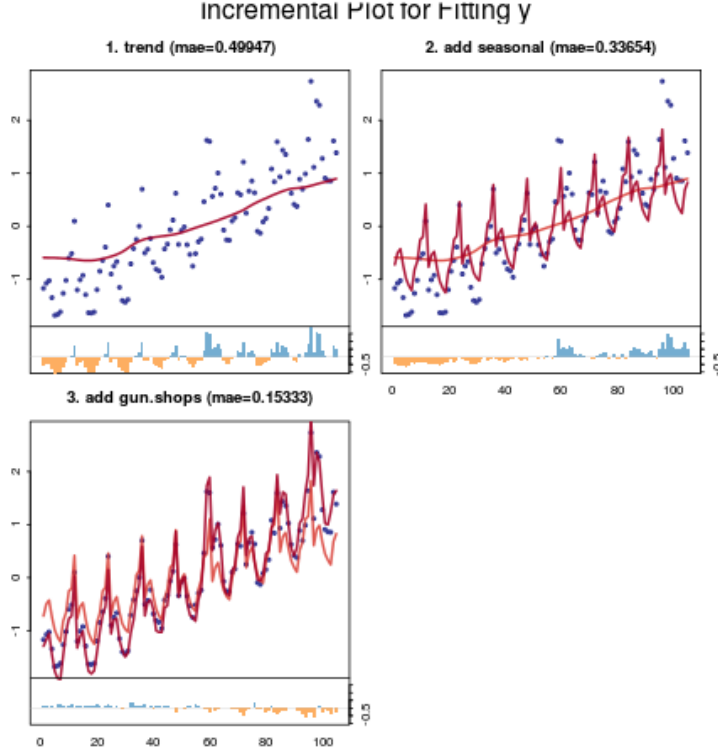 Incremental Plot for Fitting y
1. trend (mae=0.49947)
2. add seasonal (mae=0.33654)
2
1
0
-1
-0.5
2
1
0
-1
-0.5
0 20 40 60 80 100
3. add gun.shops (mae=0.15333)
2
1
0
-1
-0.5
0 20 40 60 80 100